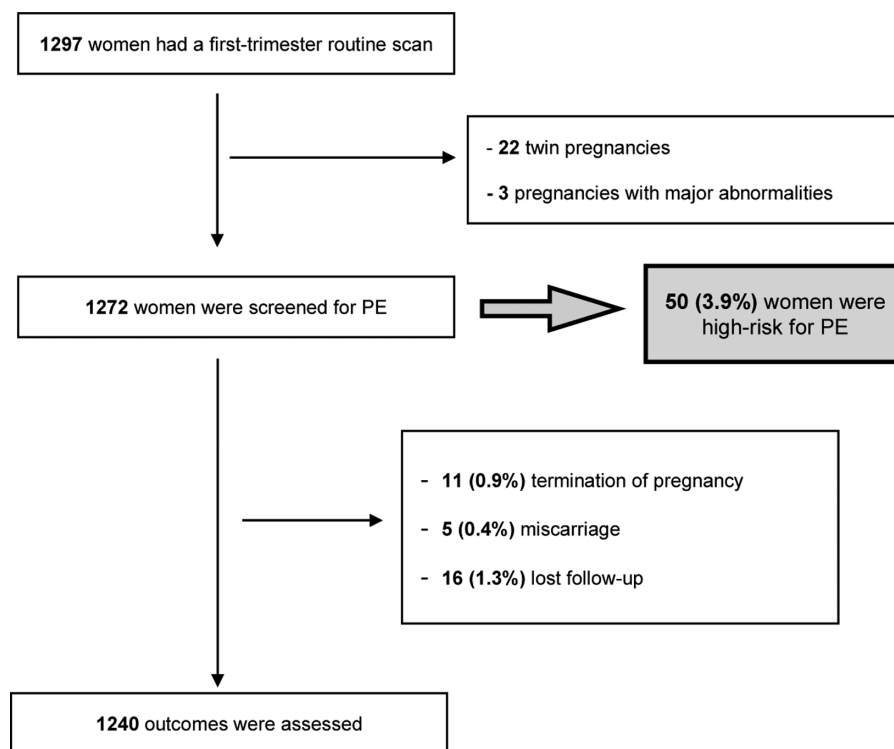 1297 women had a first-trimester routine scan
- 22 twin pregnancies
- 3 pregnancies with major abnormalities
1272 women were screened for PE
50 (3.9%) women were
high-risk for PE
- 11 (0.9%) termination of pregnancy
- 5 (0.4%) miscarriage
- 16 (1.3%) lost follow-up
1240 outcomes were assessed